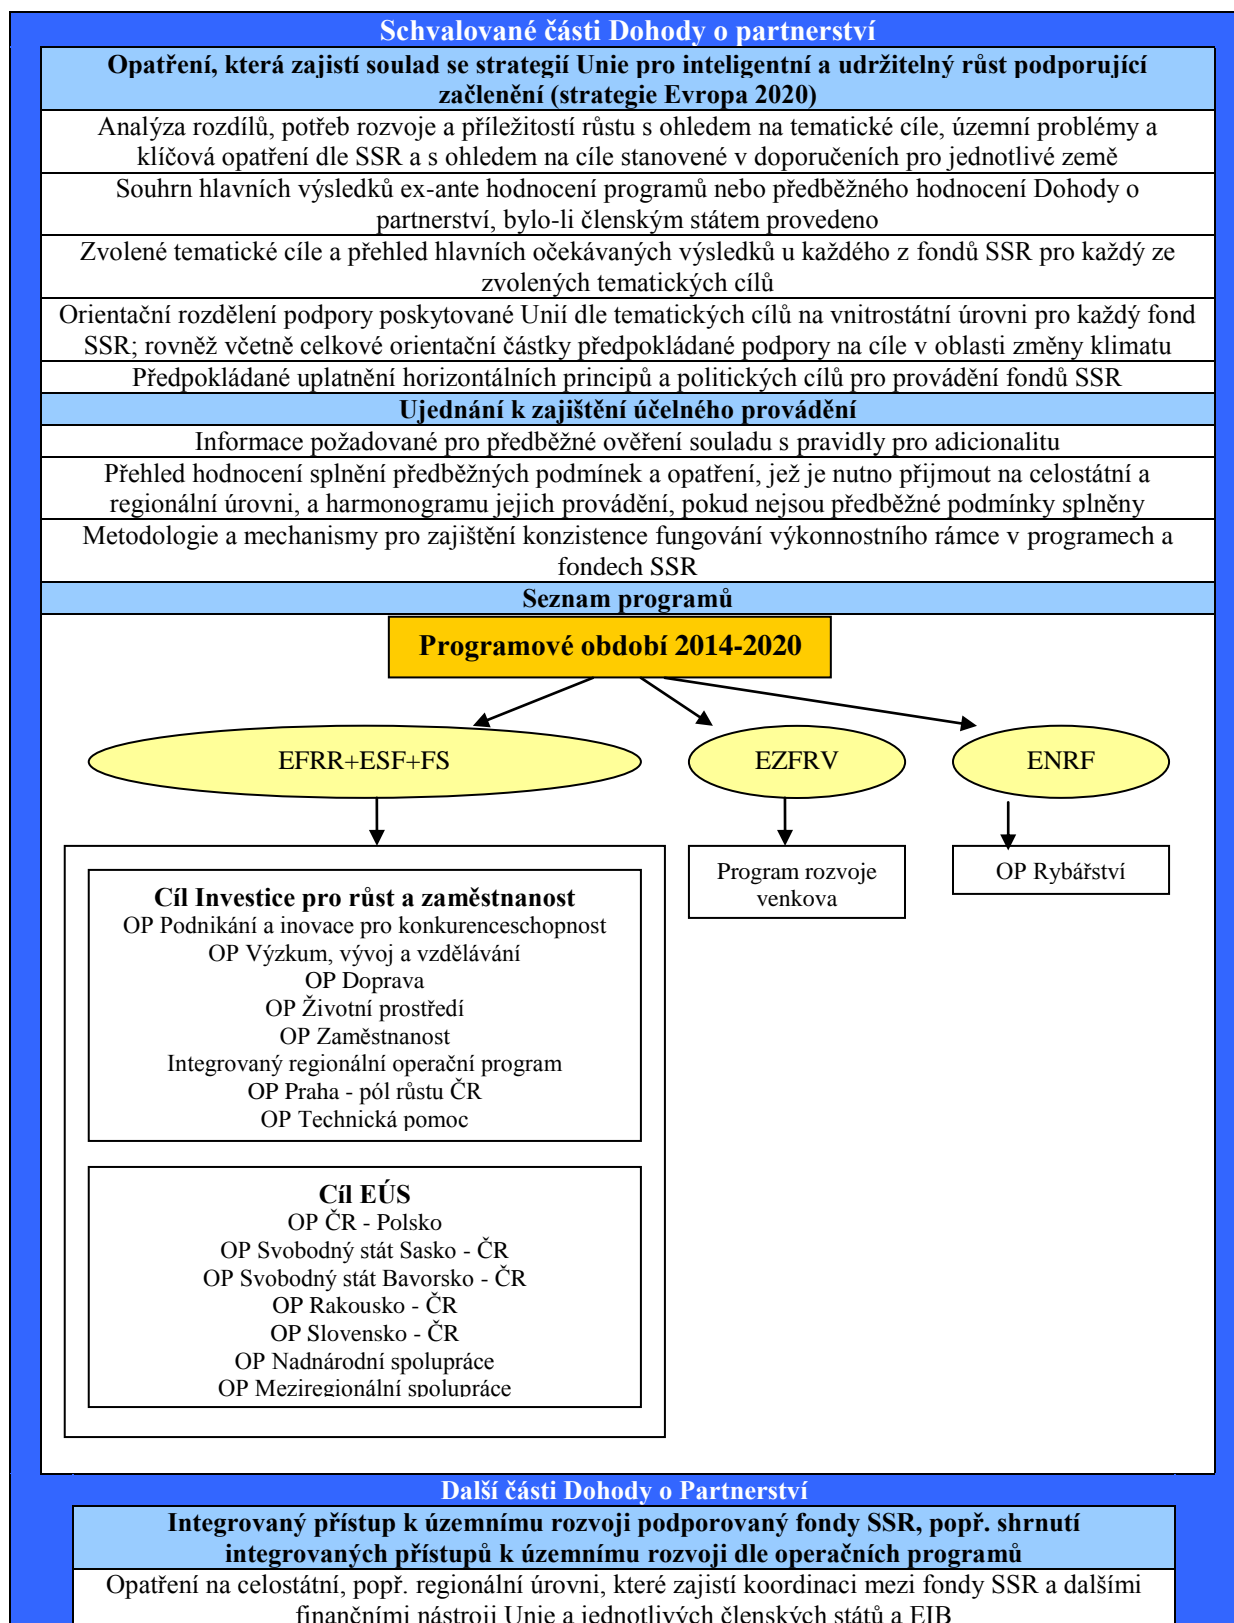 Schvalované části Dohody o partnerství
Opatření, která zajistí soulad se strategií Unie pro inteligentní a udržitelný růst podporující
začlenění (strategie Evropa 2020)
Analýza rozdílů, potřeb rozvoje a příležitostí růstu s ohledem na tematické cíle, územní problémy a
klíčová opatření dle SSR a s ohledem na cíle stanovené v doporučeních pro jednotlivé země
Souhrn hlavních výsledků ex-ante hodnocení programů nebo předběžného hodnocení Dohody o
partnerství, bylo-li členským státem provedeno
Zvolené tematické cíle a přehled hlavních očekávaných výsledků u každého z fondů SSR pro každý ze
zvolených tematických cílů
Orientační rozdělení podpory poskytované Unií dle tematických cílů na vnitrostátní úrovni pro každý fond
SSR; rovněž včetně celkové orientační částky předpokládané podpory na cíle v oblasti změny klimatu
Předpokládané uplatnění horizontálních principů a politických cílů pro provádění fondů SSR
Ujednání k zajištění účelného provádění
Informace požadované pro předběžné ověření souladu s pravidly pro adicionalitu
Přehled hodnocení splnění předběžných podmínek a opatření, jež je nutno přijmout na celostátní a
regionální úrovni, a harmonogramu jejich provádění, pokud nejsou předběžné podmínky splněny
Metodologie a mechanismy pro zajištění konzistence fungování výkonnostního rámce v programech a
fondech SSR
Seznam programů
Programové období 2014-2020
EFRR+ESF+FS
EZFRV
ENRF
Cíl Investice pro růst a zaměstnanost
OP Podnikání a inovace pro konkurenceschopnost
OP Výzkum, vývoj a vzdělávání
OP Doprava
OP Životní prostředí
OP Zaměstnanost
Integrovaný regionální operační program
OP Praha - pól růstu ČR
OP Technická pomoc
Program rozvoje
venkova
OP Rybářství
Cíl EÚS
OP ČR - Polsko
OP Svobodný stát Sasko - ČR
OP Svobodný stát Bavorsko - ČR
OP Rakousko - ČR
OP Slovensko - ČR
OP Nadnárodní spolupráce
OP Meziregionální spolupráce
Další části Dohody o Partnerství
Integrovaný přístup k územnímu rozvoji podporovaný fondy SSR, popř. shrnutí
integrovaných přístupů k územnímu rozvoji dle operačních programů
Opatření na celostátní, popř. regionální úrovni, které zajistí koordinaci mezi fondy SSR a dalšími
finančními nástroji Unie a jednotlivých členských států a EIB